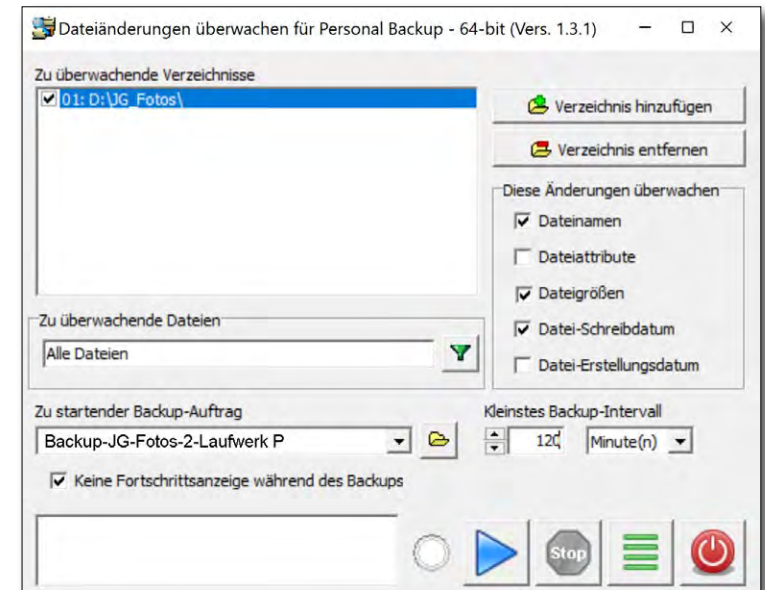 Dateiänderungen überwachen für Personal Backup - 64-bit (Vers. 1.3.1)
Zu überwachende Verzeichnisse
01: D:\JG_Fotos\
Verzeichnis hinzufügen
Verzeichnis entfernen
Diese Änderungen überwachen
Dateinamen
Dateiattribute
Dateigrößen
Datei-Schreibdatum
Datei-Erstellungsdatum
Zu überwachende Dateien
Alle Dateien
Zu startender Backup-Auftrag
Backup-JG-Fotos-2-Laufwerk P
Kleinstes Backup-Intervall
120 Minute(n)
Keine Fortschrittsanzeige während des Backups
Stop